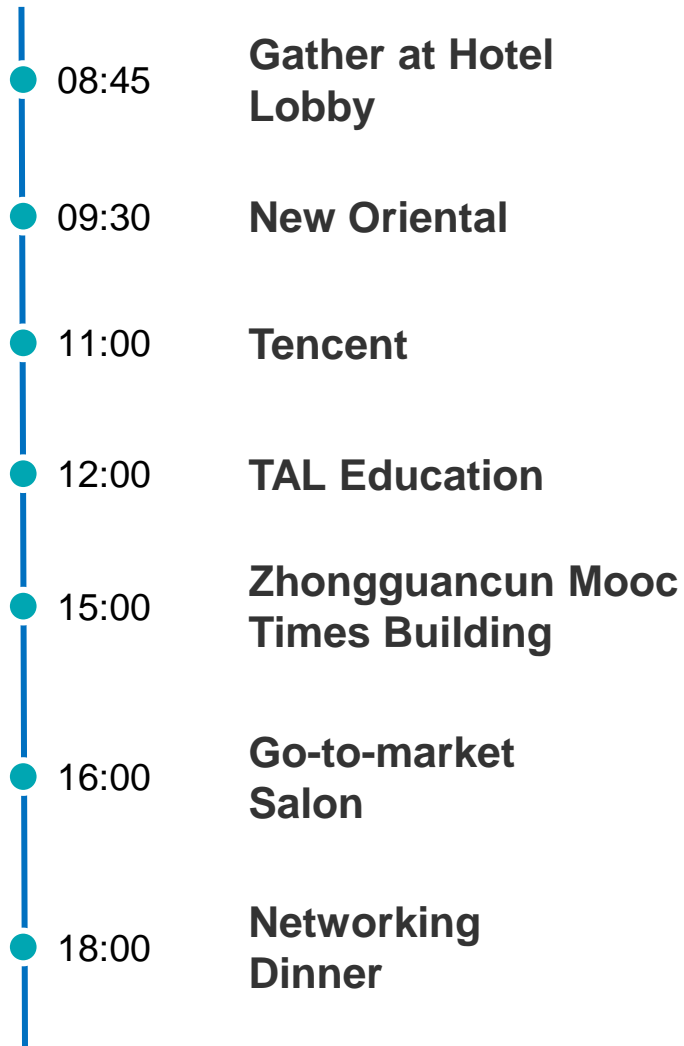 08:45
Gather at Hotel
Lobby
09:30
New Oriental
11:00
Tencent
12:00
TAL Education
15:00
Zhongguancun Mooc
Times Building
16:00
Go-to-market
Salon
18:00
Networking
Dinner